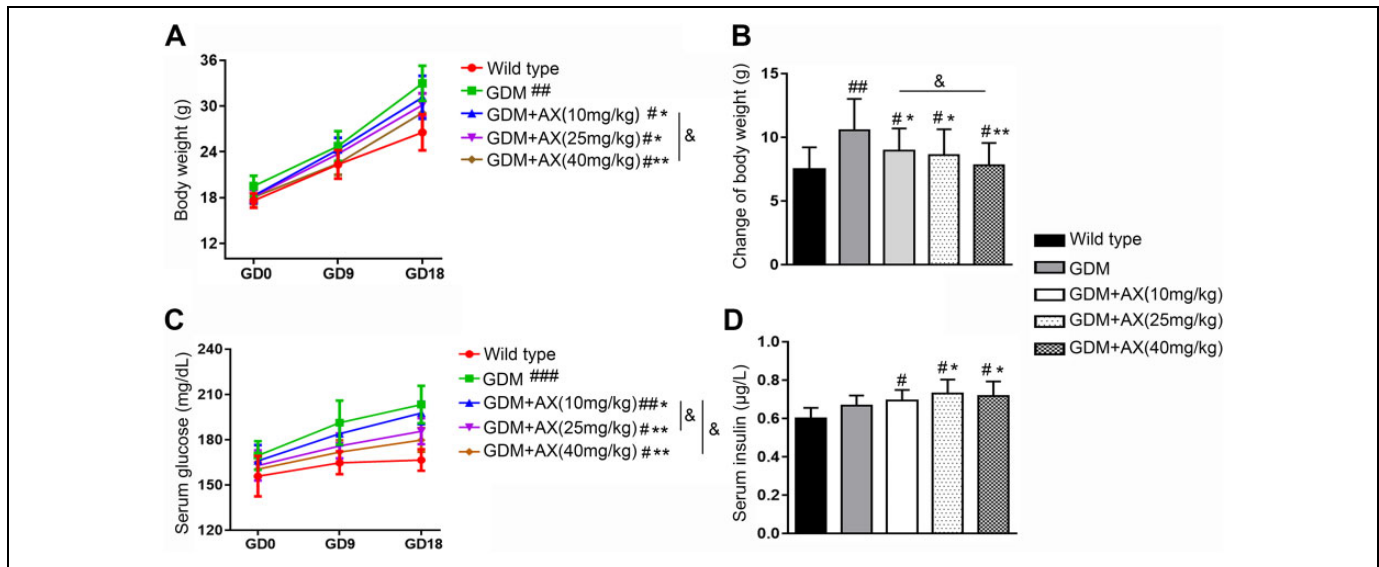 A
Body weight (g)
36
30
24
18
12
GD0 GD9 GD18
Wild type
GDM ##
GDM+AX(10mg/kg) #*
GDM+AX(25mg/kg) #*
GDM+AX(40mg/kg) #**
&
B
Change of body weight (g)
15
10
5
0
##
# *
# *
#**
&
C
Serum glucose (mg/dL)
240
210
180
150
120
GD0 GD9 GD18
Wild type
GDM ###
GDM+AX(10mg/kg) ##*
GDM+AX(25mg/kg) #**
GDM+AX(40mg/kg) #**
&
&
D
Serum insulin (μg/L)
1.0
0.8
0.6
0.4
0.2
0.0
#
# *
# *
Wild type
GDM
GDM+AX(10mg/kg)
GDM+AX(25mg/kg)
GDM+AX(40mg/kg)